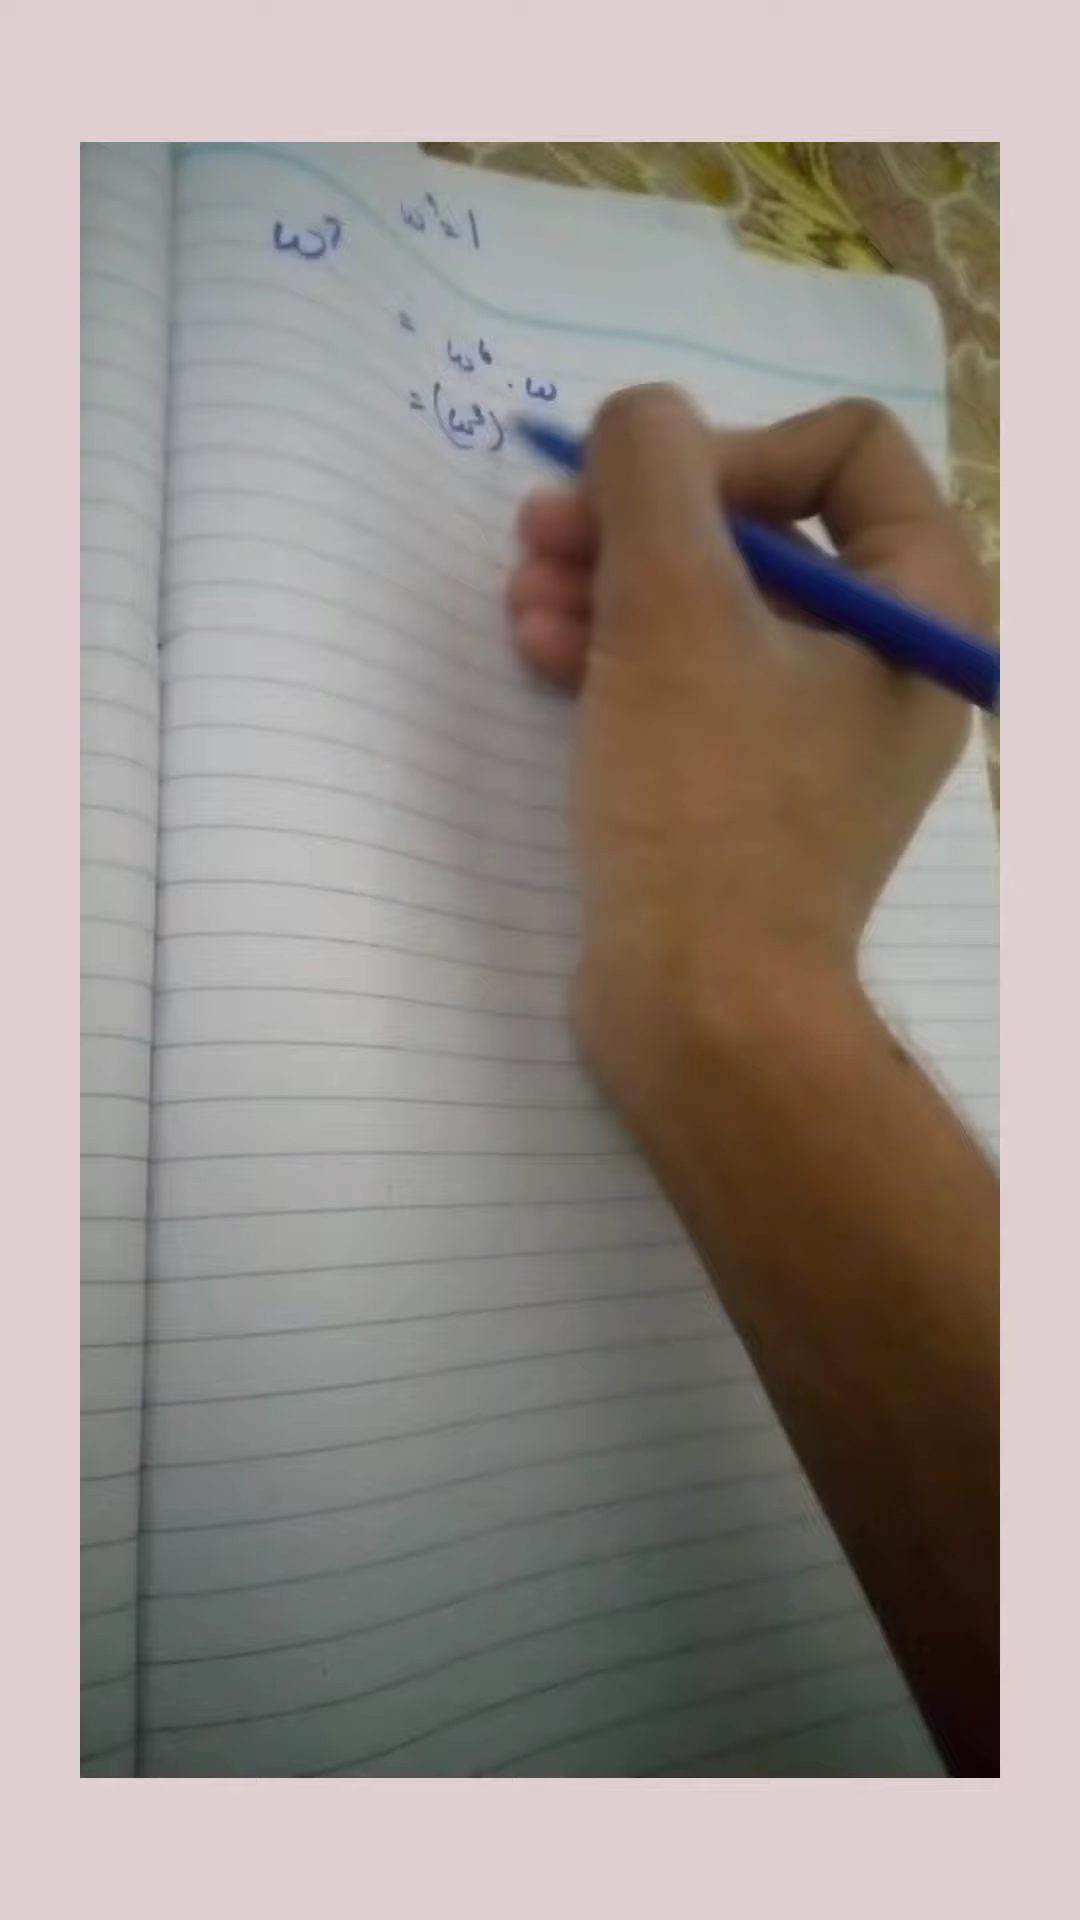 ω⁷ ω³=1
=
ω⁶ . ω
=(ω³)